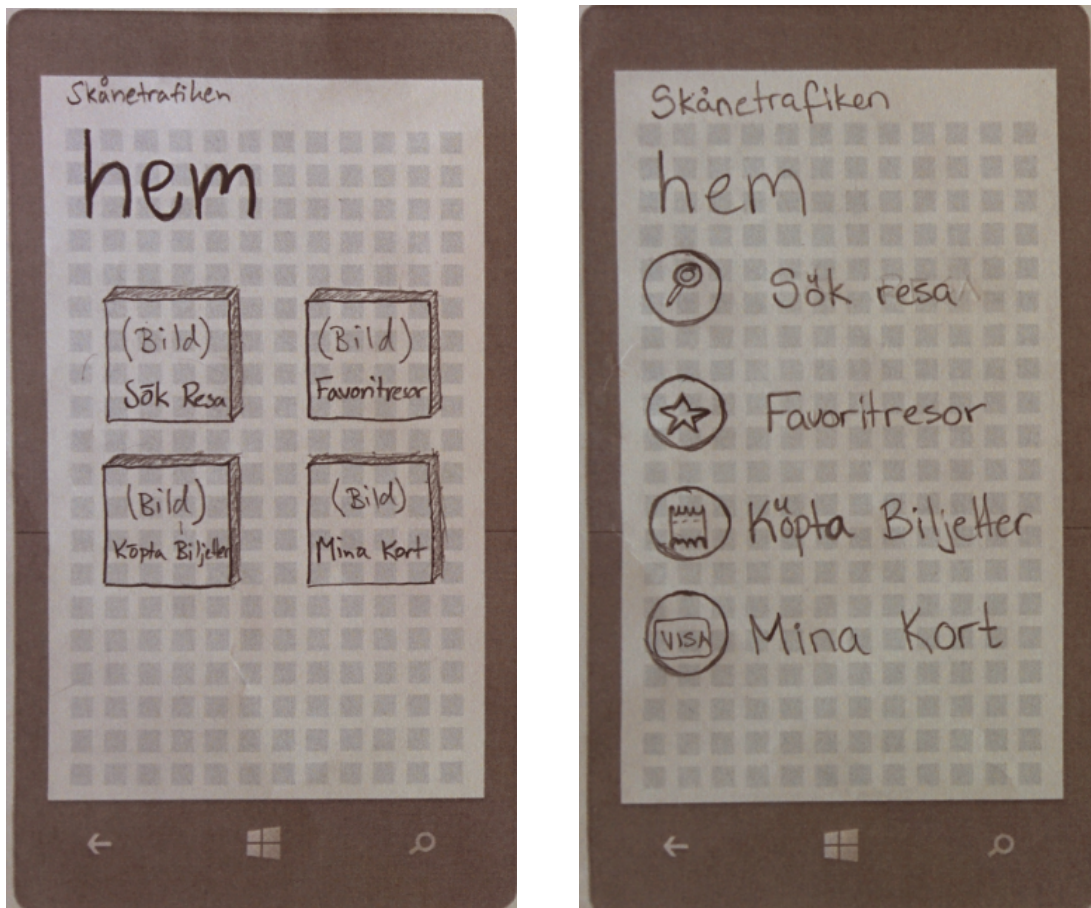 Skånetrafiken
hem
(Bild)
Sök Resa
(Bild)
Favoritresor
(Bild)
Köpta Biljetter
(Bild)
Mina Kort
Skånetrafiken
hem
Sök resa
Favoritresor
Köpta Biljetter
VISA
Mina Kort